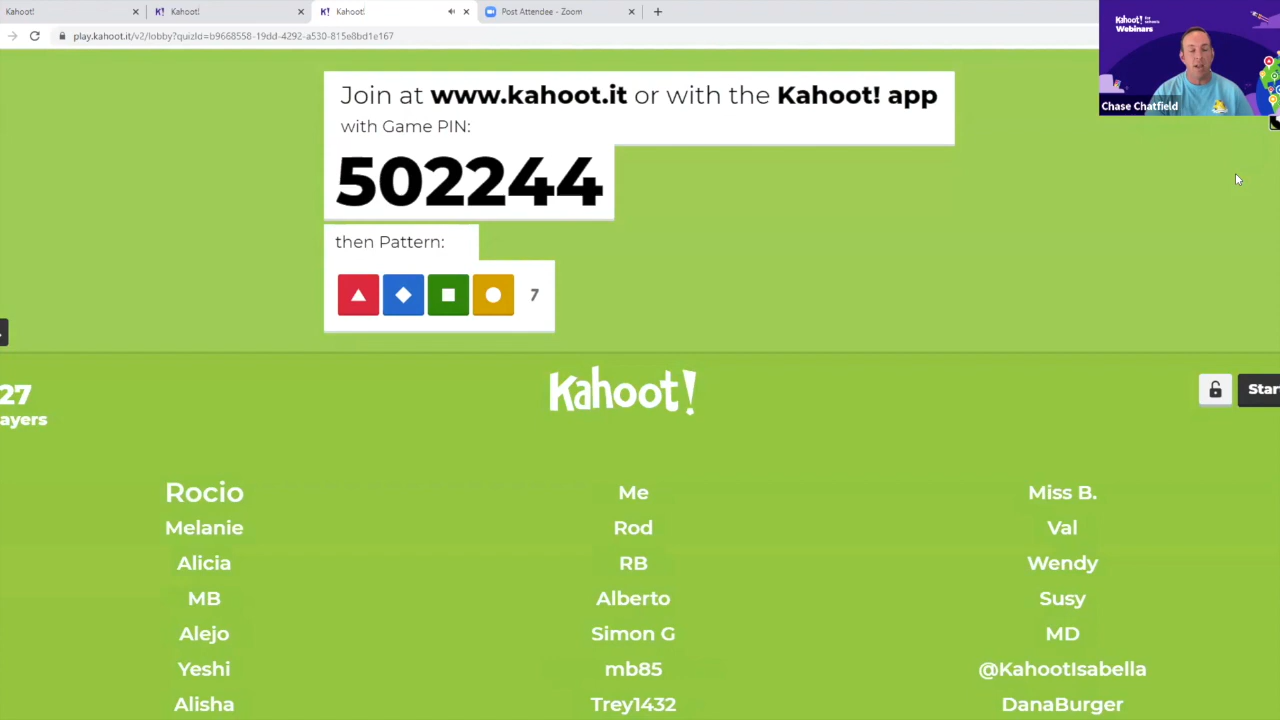 Kahoot!
Kahoot!
Kahoot!
Post Attendee - Zoom
play.kahoot.it/v2/lobby?quizId=b9668558-19dd-4292-a530-815e8bd1e167
Kahoot! for schools
Webinars
Chase Chatfield
Join at www.kahoot.it or with the Kahoot! app
with Game PIN:
502244
then Pattern:
7
27
ayers
Kahoot!
Star
Rocio Me Miss B.
Melanie Rod Val
Alicia RB Wendy
MB Alberto Susy
Alejo Simon G MD
Yeshi mb85 @KahootIsabella
Alisha Trey1432 DanaBurger